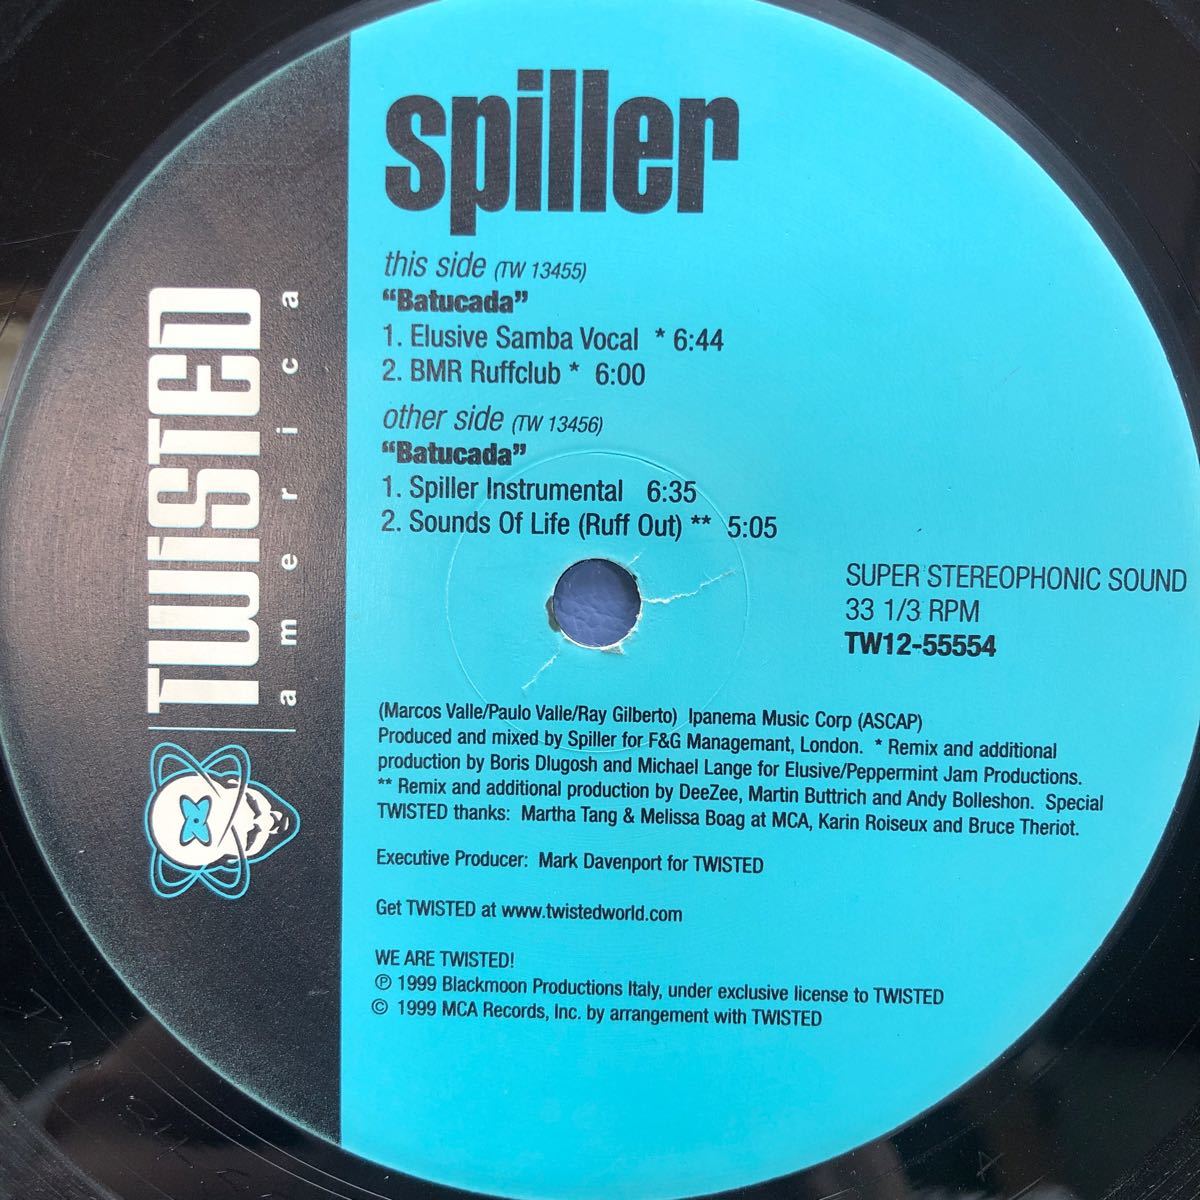 spiller
this side (TW 13455)
“Batucada”
1. Elusive Samba Vocal * 6:44
2. BMR Ruffclub * 6:00
other side (TW 13456)
“Batucada”
1. Spiller Instrumental 6:35
2. Sounds Of Life (Ruff Out) ** 5:05
SUPER STEREOPHONIC SOUND
33 1/3 RPM
TW12-55554
TWISTED
america
(Marcos Valle/Paulo Valle/Ray Gilberto) Ipanema Music Corp (ASCAP)
Produced and mixed by Spiller for F&G Managemant, London. * Remix and additional
production by Boris Dlugosh and Michael Lange for Elusive/Peppermint Jam Productions.
** Remix and additional production by DeeZee, Martin Buttrich and Andy Bolleshon. Special
TWISTED thanks: Martha Tang & Melissa Boag at MCA, Karin Roiseux and Bruce Theriot.
Executive Producer: Mark Davenport for TWISTED
Get TWISTED at www.twistedworld.com
WE ARE TWISTED!
℗ 1999 Blackmoon Productions Italy, under exclusive license to TWISTED
© 1999 MCA Records, Inc. by arrangement with TWISTED